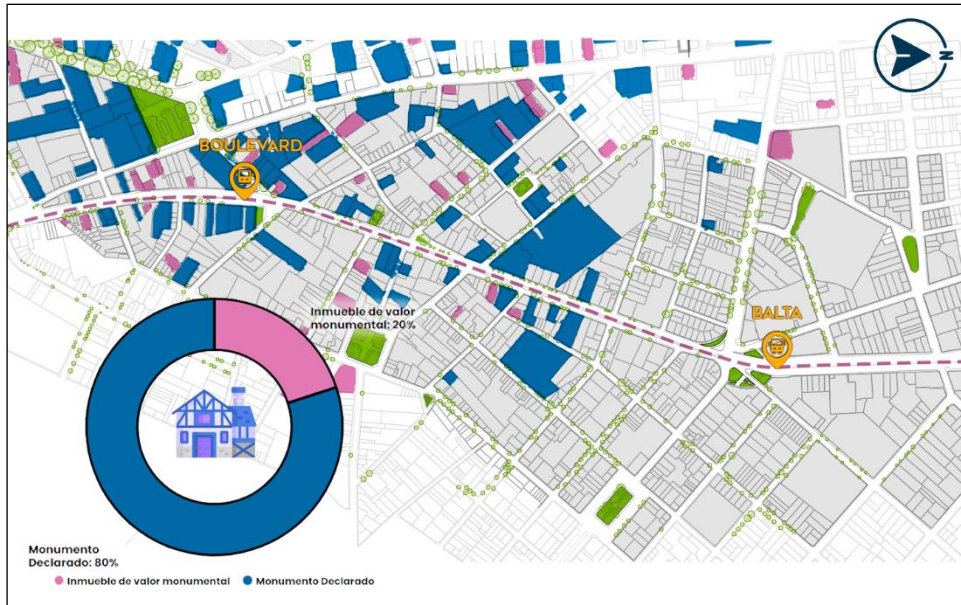 N
BOULEVARD
BALTA
Inmueble de valor
monumental: 20%
Monumento
Declarado: 80%
Inmueble de valor monumental
Monumento Declarado